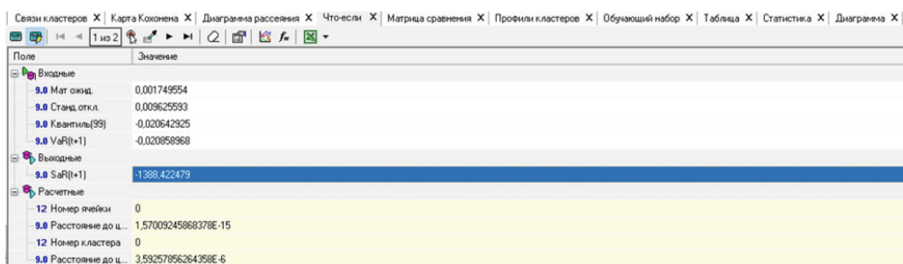 Связи кластеров X Карта Кохонена X Диаграмма рассеяния X Что-если X Матрица сравнения X Профили кластеров X Обучающий набор X Таблица X Статистика X Диаграмма X
1 из 2
Поле Значение
Входные
9.0 Мат ожид. 0,001749554
9.0 Станд.откл. 0,009625593
9.0 Квантиль(99) -0,020642925
9.0 VaR(t+1) -0,020858968
Выходные
9.0 SaR(t+1) -1388,422479
Расчетные
12 Номер ячейки 0
9.0 Расстояние до ц... 1,5700924586378E-15
12 Номер кластера 0
9.0 Расстояние до ц... 3,59257856264358E-6